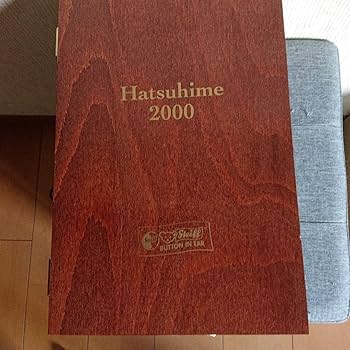 Hatsuhime
2000
Steiff
BUTTON IN EAR